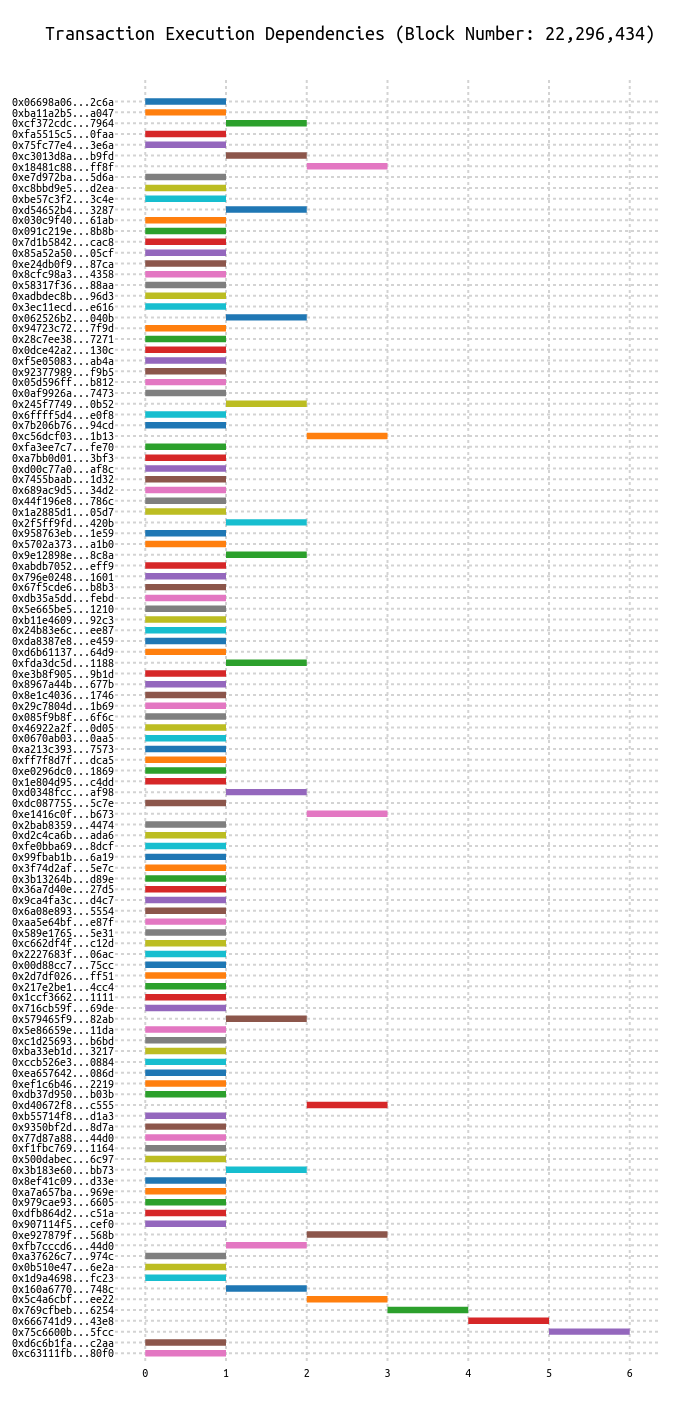 Transaction Execution Dependencies (Block Number: 22,296,434)
0x06698a06...2c6a
0xba11a2b5...a047
0xcf372cdc...7964
0xfa5515c5...0faa
0x75fc77e4...3e6a
0xc3013d8a...b9fd
0x18481c88...ff8f
0xe7d972ba...5d6a
0xc8bbd9e5...d2ea
0xbe57c3f2...3c4e
0xd54652b4...3287
0x030c9f40...61ab
0x091c219e...8b8b
0x7d1b5842...cac8
0x85a52a50...05cf
0xe24db0f9...87ca
0x8cfc98a3...4358
0x58317f36...88aa
0xadbdec8b...96d3
0x3ec11ecd...e616
0x062526b2...040b
0x94723c72...7f9d
0x28c7ee38...7271
0x0dce42a2...130c
0xf5e05083...ab4a
0x92377989...f9b5
0x05d596ff...b812
0x0af9926a...7473
0x245f7749...0b52
0x6ffff5d4...e0f8
0x7b206b76...94cd
0xc56dcf03...1b13
0xfa3ee7c7...fe70
0xa7bb0d01...3bf3
0xd00c77a0...af8c
0x7455baab...1d32
0x689ac9d5...34d2
0x44f196e8...786c
0x1a2885d1...05d7
0x2f5ff9fd...420b
0x958763eb...1e59
0x5702a373...a1b0
0x9e12898e...8c8a
0xabdb7052...eff9
0x796e0248...1601
0x67f5cde6...b8b3
0xdb35a5dd...febd
0x5e665be5...1210
0xb11e4609...92c3
0x24b83e6c...ee87
0xda8387e8...e459
0xd6b61137...64d9
0xfda3dc5d...1188
0xe3b8f905...9b1d
0x8967a44b...677b
0x8e1c4036...1746
0x29c7804d...1b69
0x085f9b8f...6f6c
0x46922a2f...0d05
0x0670ab03...0aa5
0xa213c393...7573
0xff7f8d7f...dca5
0xe0296dc0...1869
0x1e804d95...c4dd
0xd0348fcc...af98
0xdc087755...5c7e
0xe1416c0f...b673
0x2bab8359...4474
0xd2c4ca6b...ada6
0xfe0bba69...8dcf
0x99fbab1b...6a19
0x3f74d2af...5e7c
0x3b13264b...d89e
0x36a7d40e...27d5
0x9ca4fa3c...d4c7
0x6a08e893...5554
0xaa5e64bf...e87f
0x589e1765...5e31
0xc662df4f...c12d
0x2227683f...06ac
0x00d88cc7...75cc
0x2d7df026...ff51
0x217e2be1...4cc4
0x1ccf3662...1111
0x716cb59f...69de
0x579465f9...82ab
0x5e86659e...11da
0xc1d25693...b6bd
0xba33eb1d...3217
0xccb526e3...0884
0xea657642...086d
0xef1c6b46...2219
0xdb37d950...b03b
0xd40672f8...c555
0xb55714f8...d1a3
0x9350bf2d...8d7a
0x77d87a88...44d0
0xf1fbc769...1164
0x500dabec...6c97
0x3b183e60...bb73
0x8ef41c09...d33e
0xa7a657ba...969e
0x979cae93...6605
0xdfb864d2...c51a
0x907114f5...cef0
0xe927879f...568b
0xfb7cccd6...44d0
0xa37626c7...974c
0x0b510e47...6e2a
0x1d9a4698...fc23
0x160a6770...748c
0x5c4a6cbf...ee22
0x769cfbeb...6254
0x666741d9...43e8
0x75c6600b...5fcc
0xd6c6b1fa...c2aa
0xc63111fb...80f0
0 1 2 3 4 5 6